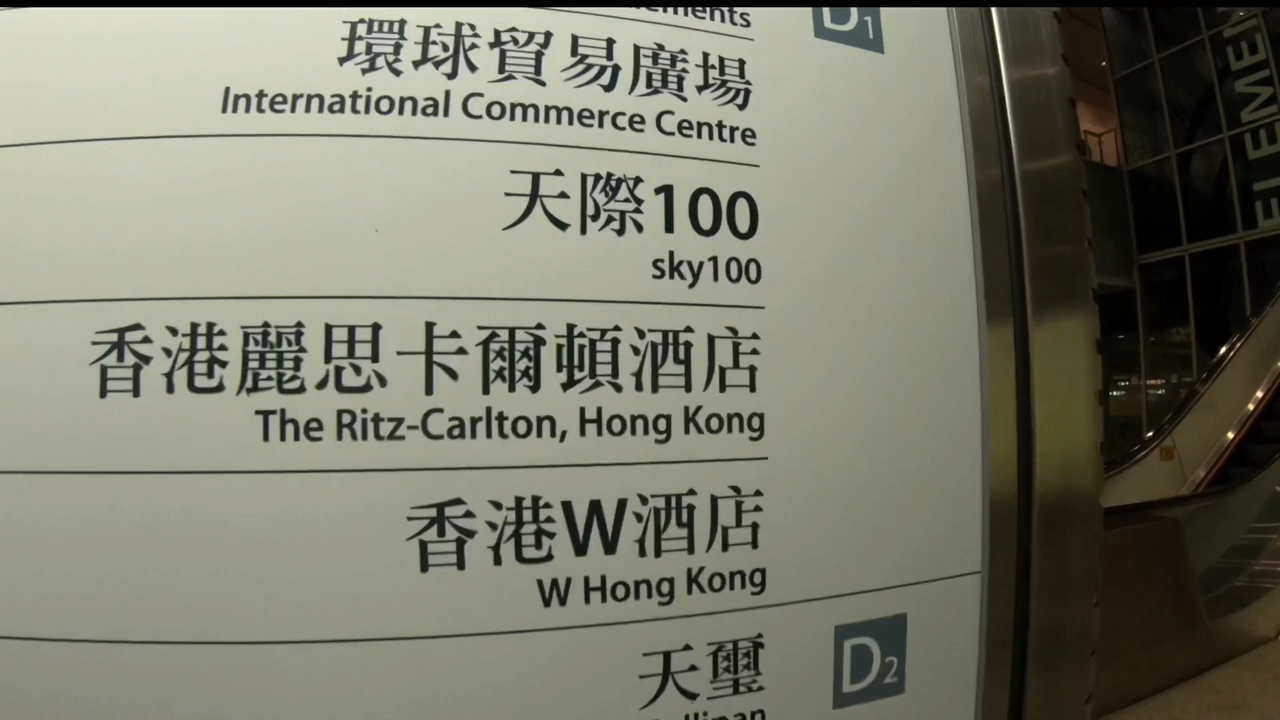 D1
環球貿易廣場
International Commerce Centre
天際100
sky100
香港麗思卡爾頓酒店
The Ritz-Carlton, Hong Kong
香港W酒店
W Hong Kong
天璽
D2